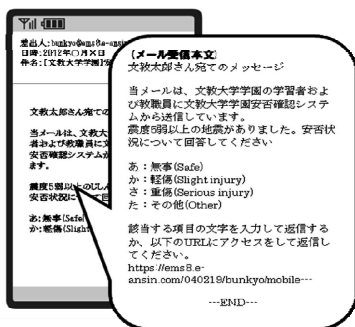 差出人:bunkyo@ems8.e-ansin
日時:2012年○月×日
件名:[文教大学学園]安
文教太郎さん宛ての
当メールは、文教大
者および教職員に文
安否確認システムか
ます。
震度5弱以上の
安否状況に
あ:無事(Safe)
か:軽傷(Slight
(メール受信本文)
文教太郎さん宛てのメッセージ
当メールは、文教大学学園の学習者およ
び教職員に文教大学学園安否確認システ
ムから送信しています。
震度5弱以上の地震がありました。安否状
況について回答してください
あ:無事(Safe)
か:軽傷(Slight injury)
さ:重傷(Serious injury)
た:その他(Other)
該当する項目の文字を入力して返信する
か、以下のURLにアクセスをして返信し
てください。
https://ems8.e-
ansin.com/040219/bunkyo/mobile---
---END---